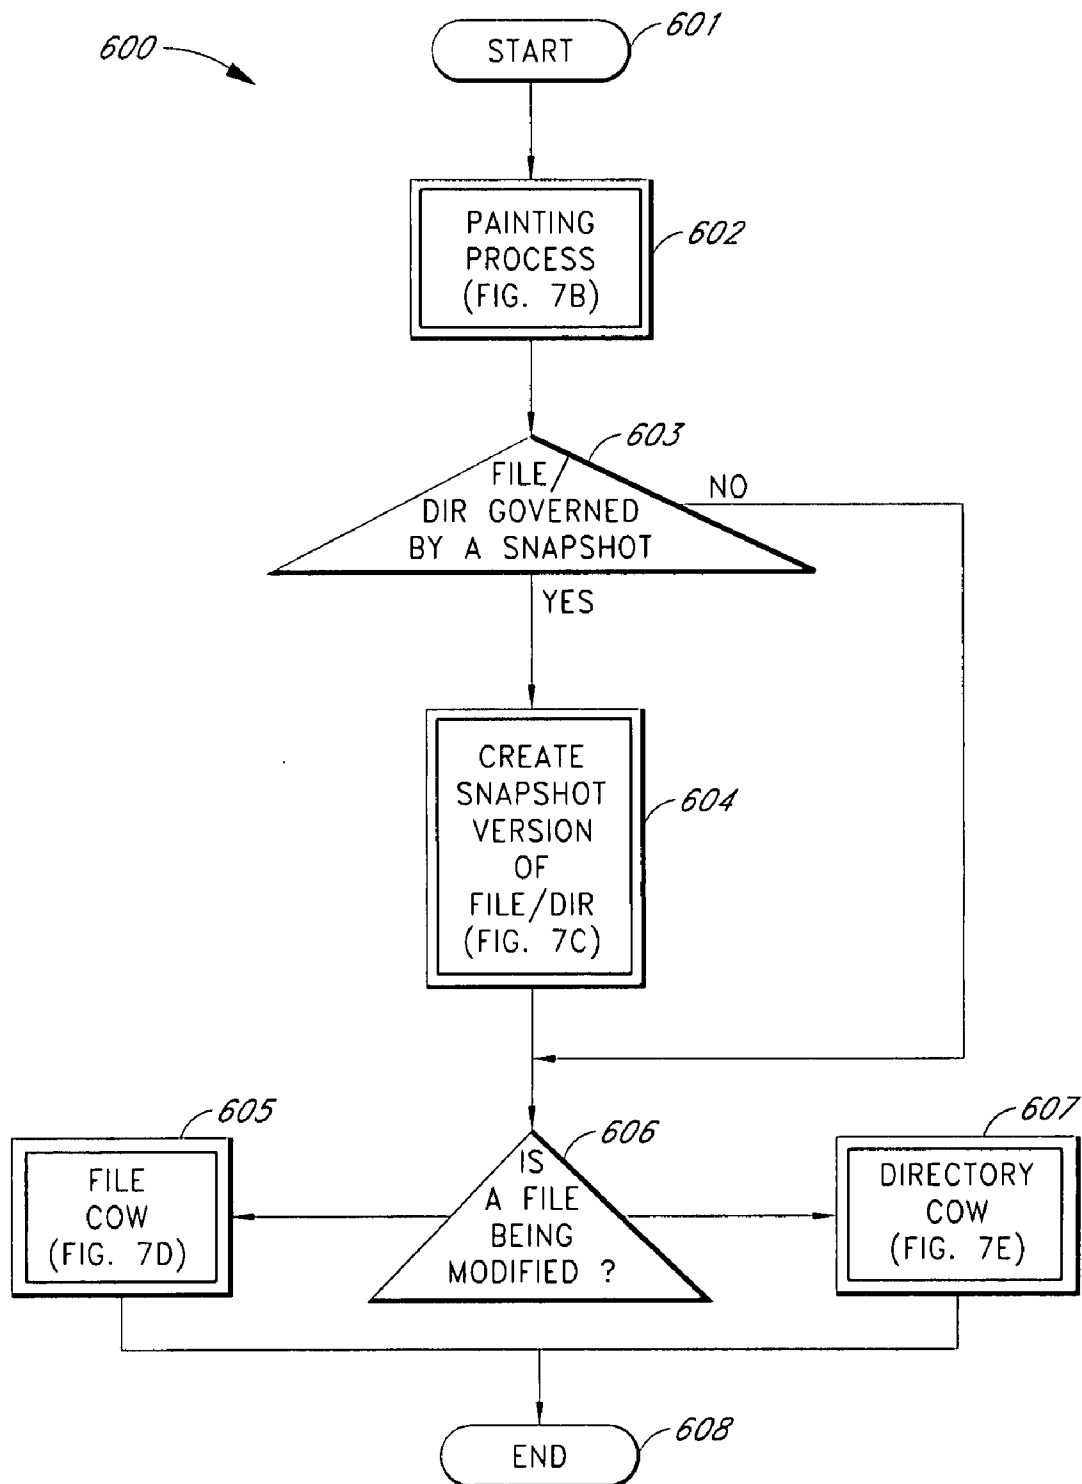 600
START
601
PAINTING
PROCESS
(FIG. 7B)
602
603
FILE
DIR GOVERNED
BY A SNAPSHOT
NO
YES
CREATE
SNAPSHOT
VERSION
OF
FILE/DIR
(FIG. 7C)
604
605
FILE
COW
(FIG. 7D)
606
IS
A FILE
BEING
MODIFIED ?
607
DIRECTORY
COW
(FIG. 7E)
END
608